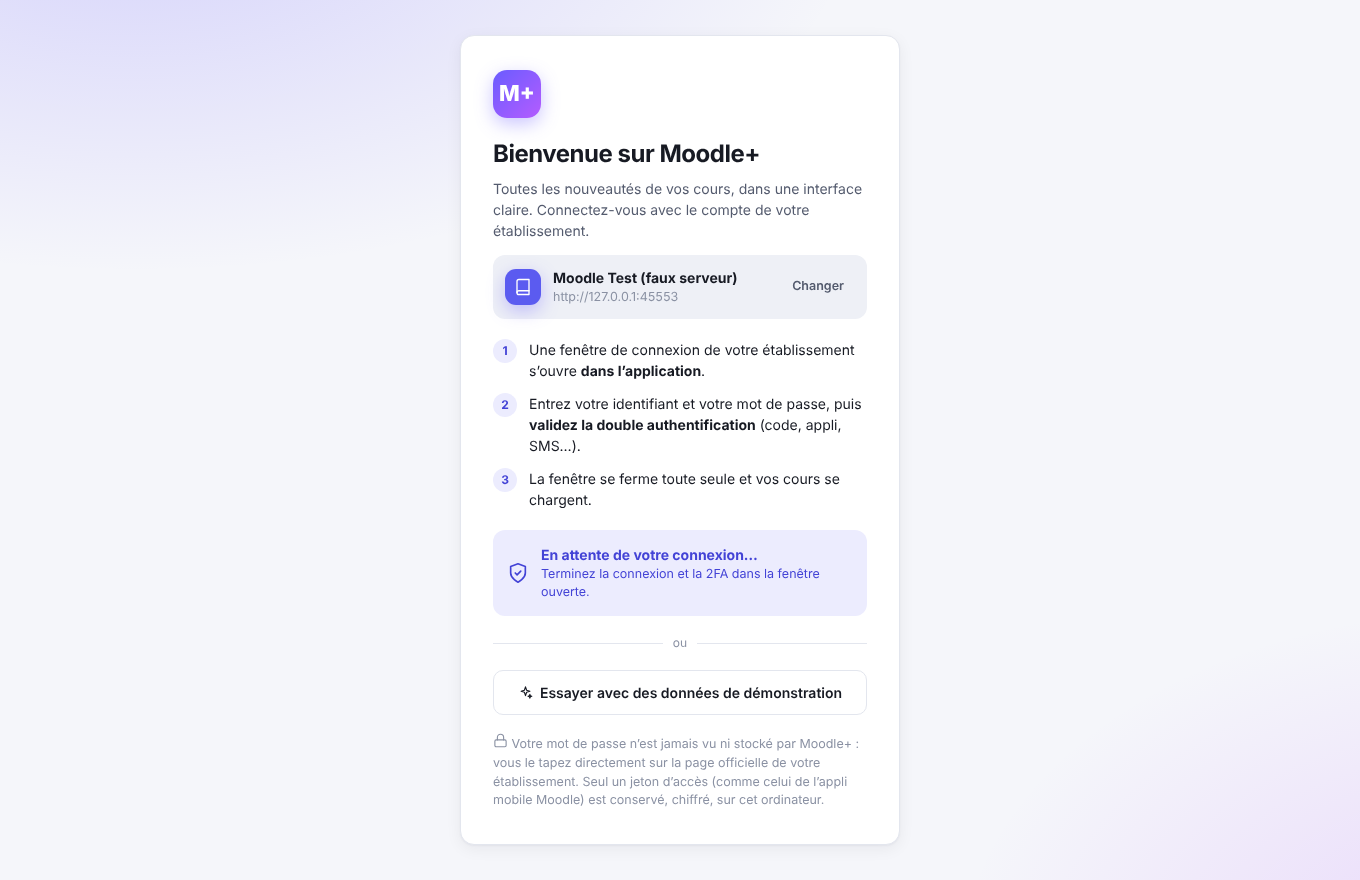 M+
Bienvenue sur Moodle+
Toutes les nouveautés de vos cours, dans une interface
claire. Connectez-vous avec le compte de votre
établissement.
Moodle Test (faux serveur)
http://127.0.0.1:45553
Changer
1
Une fenêtre de connexion de votre établissement
s’ouvre dans l’application.
2
Entrez votre identifiant et votre mot de passe, puis
validez la double authentification (code, appli,
SMS…).
3
La fenêtre se ferme toute seule et vos cours se
chargent.
En attente de votre connexion…
Terminez la connexion et la 2FA dans la fenêtre
ouverte.
ou
Essayer avec des données de démonstration
Votre mot de passe n’est jamais vu ni stocké par Moodle+ :
vous le tapez directement sur la page officielle de votre
établissement. Seul un jeton d’accès (comme celui de l’appli
mobile Moodle) est conservé, chiffré, sur cet ordinateur.